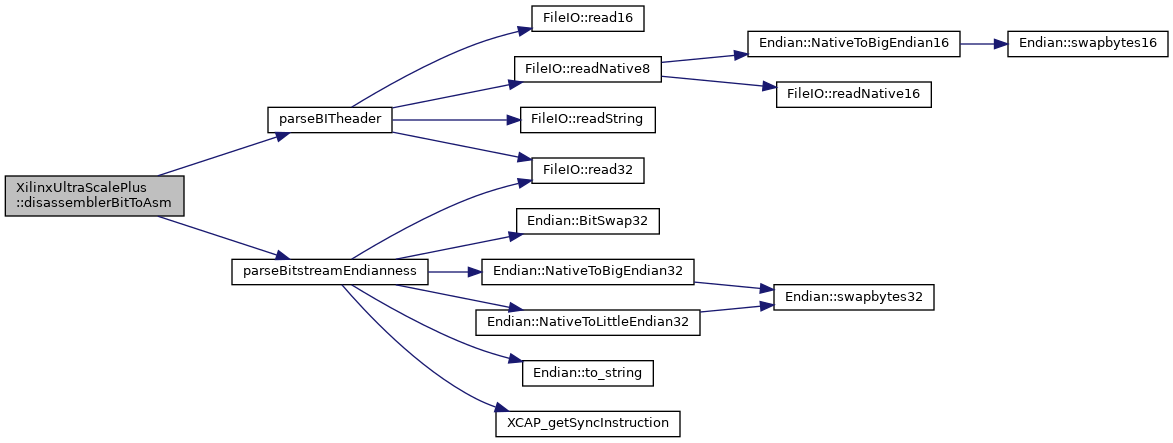 XilinxUltraScalePlus
::disassemblerBitToAsm
parseBITheader
parseBitstreamEndianness
FileIO::read16
FileIO::readNative8
FileIO::readString
FileIO::read32
Endian::BitSwap32
Endian::NativeToBigEndian32
Endian::NativeToLittleEndian32
Endian::to_string
XCAP_getSyncInstruction
Endian::NativeToBigEndian16
FileIO::readNative16
Endian::swapbytes32
Endian::swapbytes16